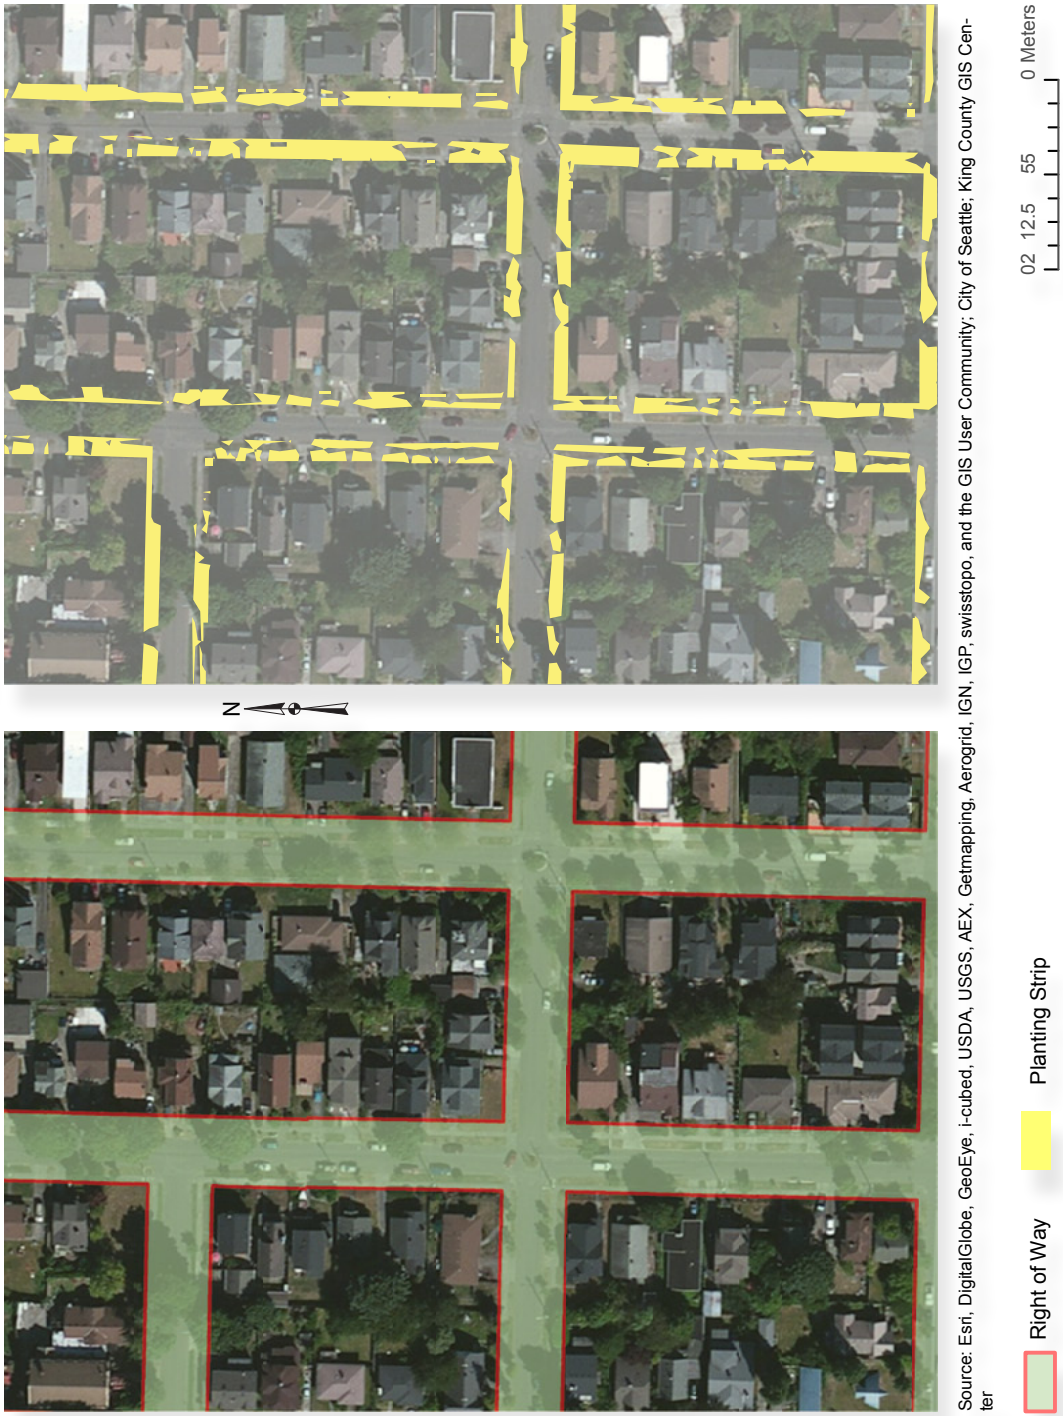 N
Source: Esri, DigitalGlobe, GeoEye, i-cubed, USDA, USGS, AEX, Getmapping, Aerogrid, IGN, IGP, swisstopo, and the GIS User Community; City of Seattle; King County GIS Cen-
ter
Right of Way
Planting Strip
02 12.5 55 0 Meters